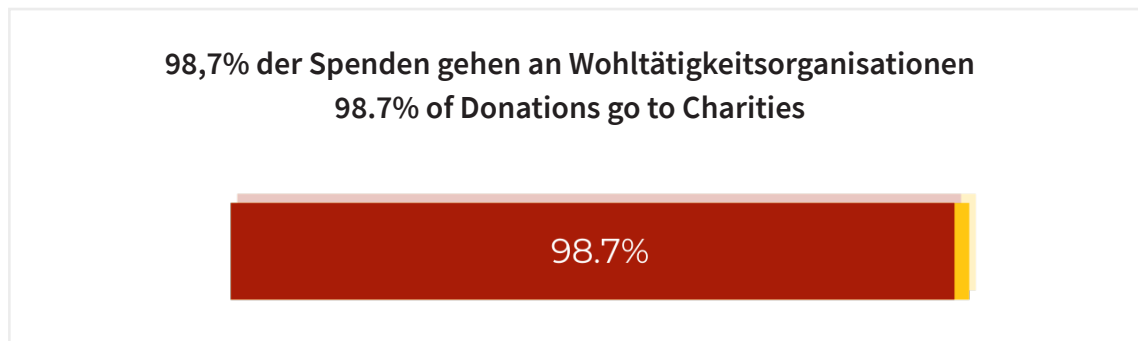 98,7% der Spenden gehen an Wohltätigkeitsorganisationen
98.7% of Donations go to Charities
98.7%